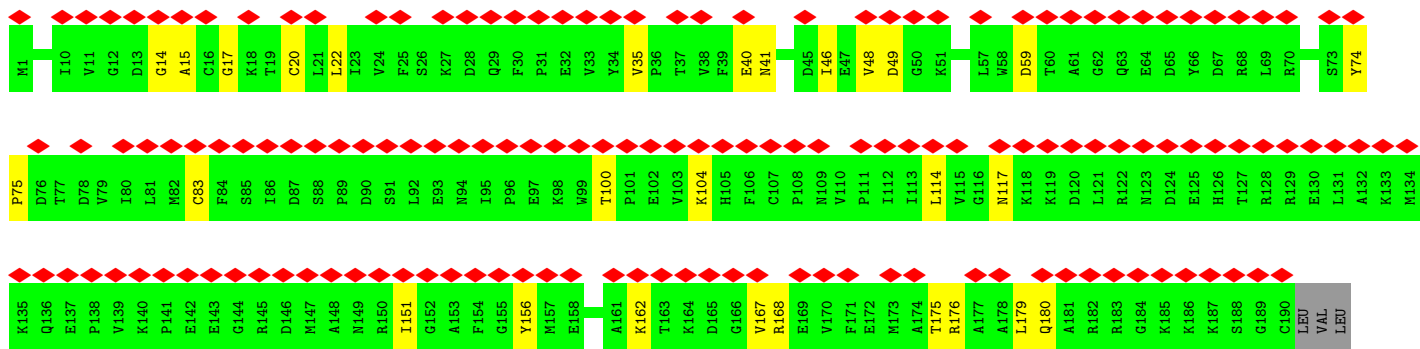 M1 I10 V11 G12 D13 G14 A15 C16 G17 K18 T19 C20 L21 L22 I23 V24 F25 S26 K27 D28 Q29 F30 P31 E32 V33 Y34 V35 P36 T37 V38 F39 E40 N41 D45 I46 E47 V48 D49 G50 K51 L57 W58 D59 T60 A61 G62 Q63 E64 D65 Y66 D67 R68 L69 R70 S73 Y74
P75 D76 T77 D78 V79 I80 L81 M82 C83 F84 S85 I86 D87 S88 P89 D90 S91 L92 E93 N94 I95 P96 E97 K98 W99 T100 P101 E102 V103 K104 H105 F106 C107 P108 N109 V110 P111 I112 I113 L114 V115 G116 N117 K118 K119 D120 L121 R122 N123 D124 E125 H126 T127 R128 R129 E130 L131 A132 K133 M134
K135 Q136 E137 P138 V139 K140 P141 E142 E143 G144 R145 D146 M147 A148 N149 R150 I151 G152 A153 F154 G155 Y156 M157 E158 A161 K162 T163 K164 D165 G166 V167 R168 E169 V170 F171 E172 M173 A174 T175 R176 A177 A178 L179 Q180 A181 R182 R183 G184 K185 K186 K187 S188 G189 C190 LEU VAL LEU